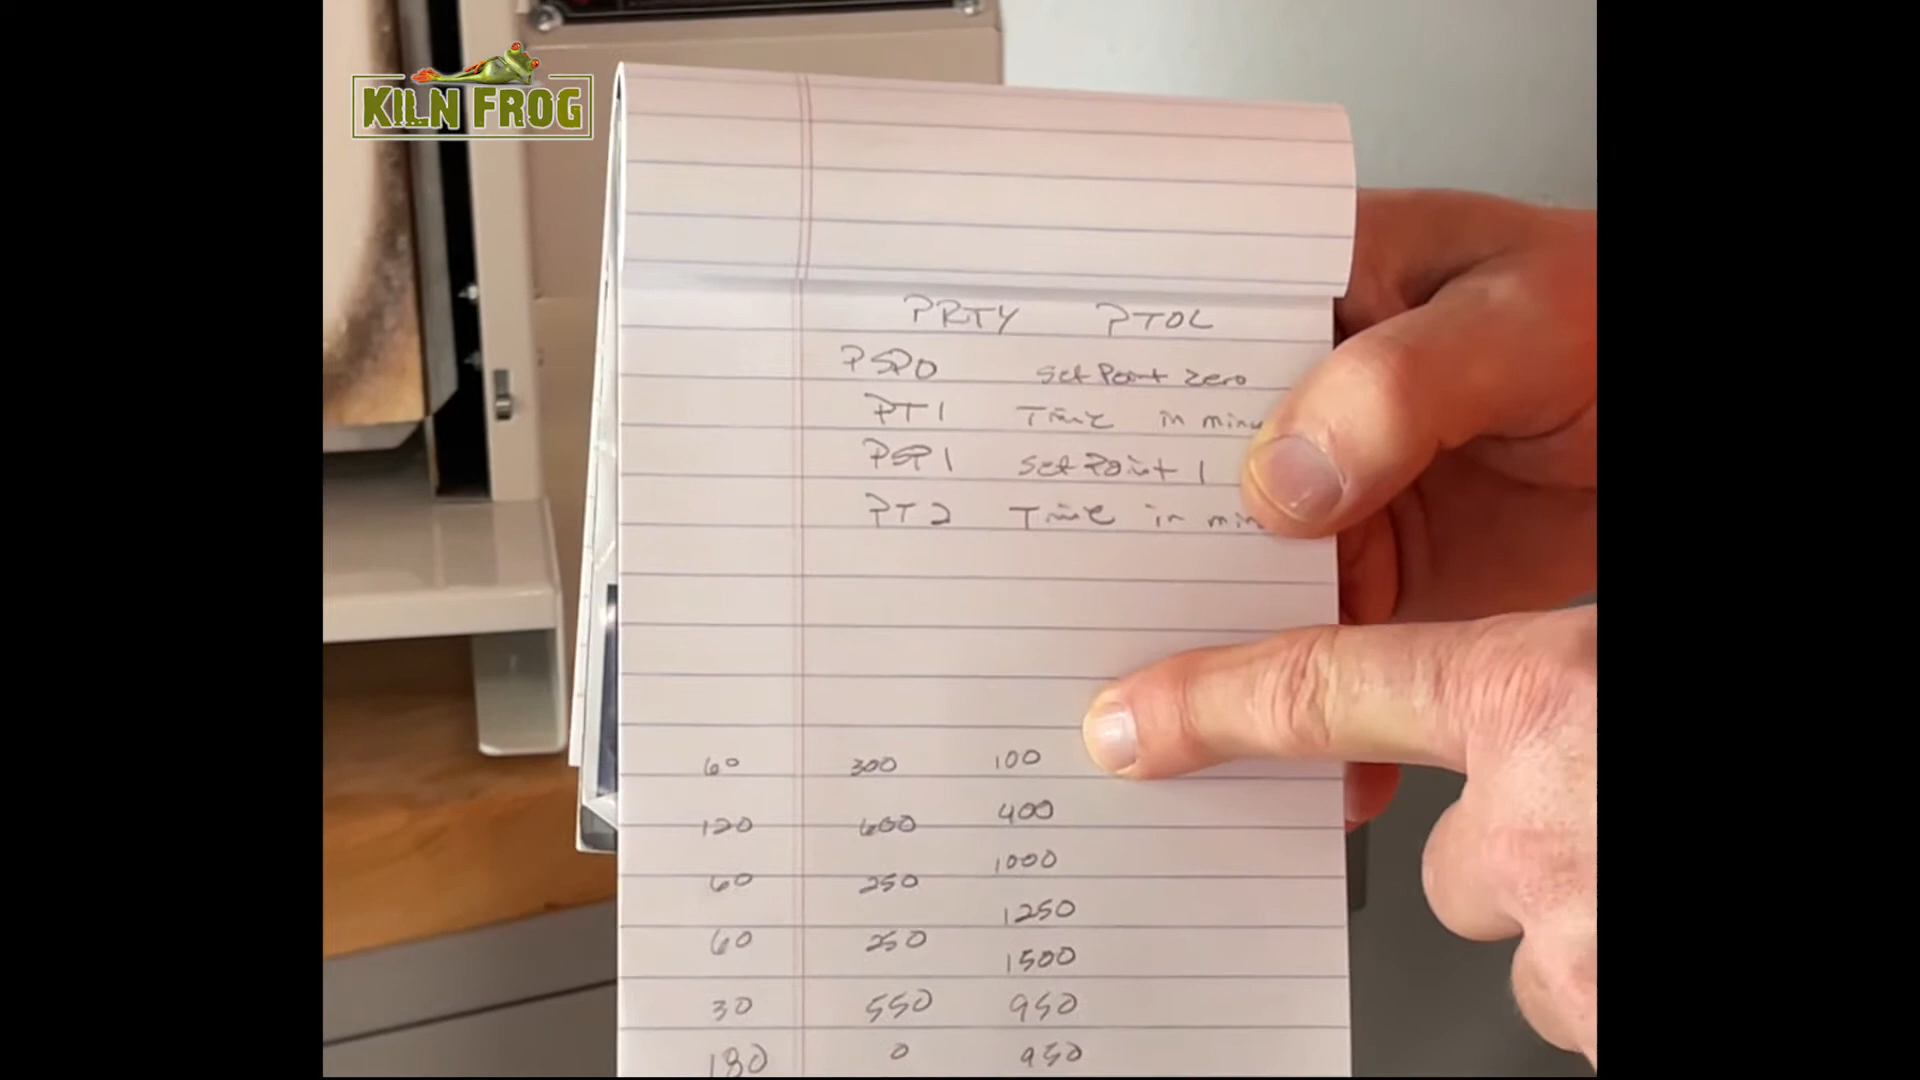 KILN FROG
PRTY PTOL
PSP0 Set Point Zero
PT1 Time in minu
PSP1 Set Point 1
PT2 Time in min
60 300 100
400
120 600
1000
60 250
1250
60 250
1500
30 550 950
180 0 950